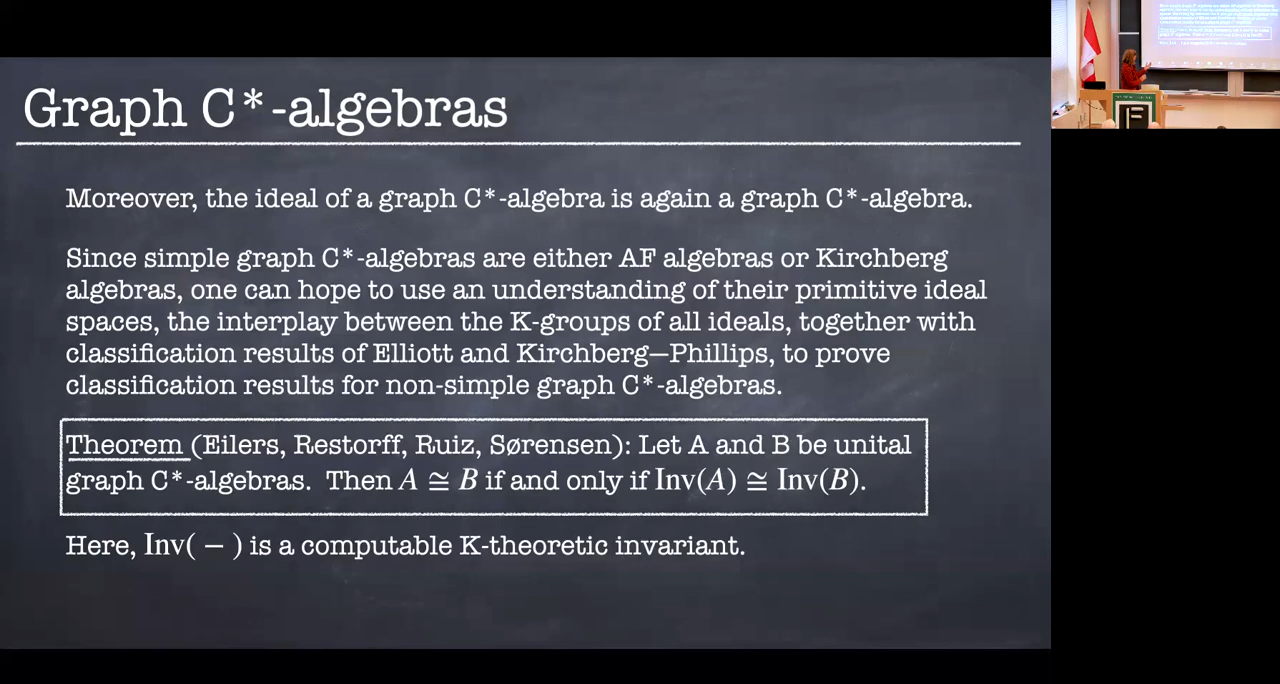 Graph C*-algebras
Moreover, the ideal of a graph C*-algebra is again a graph C*-algebra.
Since simple graph C*-algebras are either AF algebras or Kirchberg
algebras, one can hope to use an understanding of their primitive ideal
spaces, the interplay between the K-groups of all ideals, together with
classification results of Elliott and Kirchberg—Phillips, to prove
classification results for non-simple graph C*-algebras.
Theorem (Eilers, Restorff, Ruiz, Sørensen): Let A and B be unital
graph C*-algebras. Then A ≅ B if and only if Inv(A) ≅ Inv(B).
Here, Inv( − ) is a computable K-theoretic invariant.